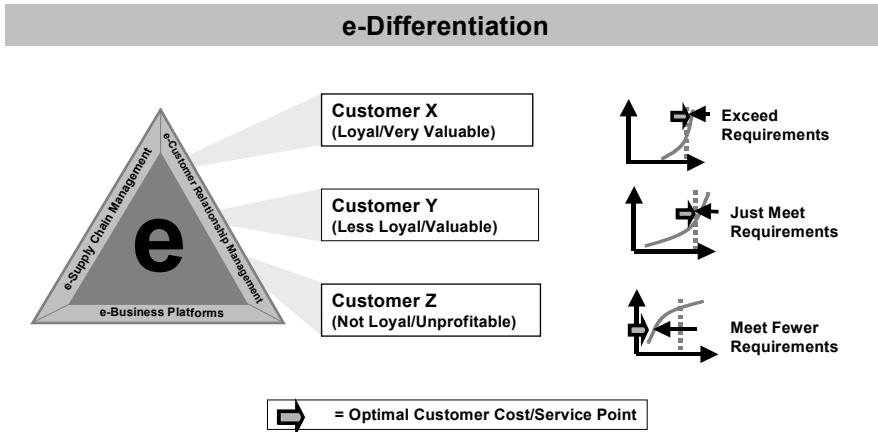 e-Differentiation
e-Supply Chain Management
e-Customer Relationship Management
e
e-Business Platforms
Customer X
(Loyal/Very Valuable)
Exceed
Requirements
Customer Y
(Less Loyal/Valuable)
Just Meet
Requirements
Customer Z
(Not Loyal/Unprofitable)
Meet Fewer
Requirements
= Optimal Customer Cost/Service Point